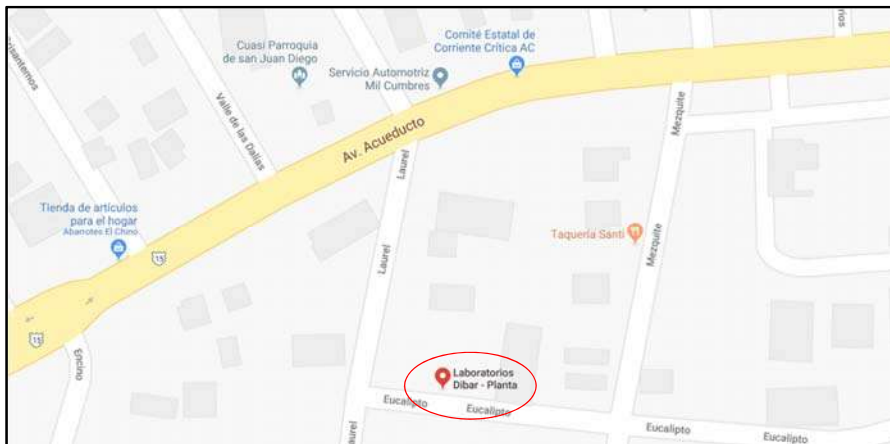 Comité Estatal de
Corriente Crítica AC
Cuasi Parroquia
de san Juan Diego
Servicio Automotriz
Mil Cumbres
Valle de las Dalias
Av. Acueducto
Mezquite
Laurel
Tienda de artículos
para el hogar
Abarrotes El Chino
15
Taquería Santi
Mezquite
Laurel
15
Encino
Laboratorios
Dibar - Planta
Eucalipto
Eucalipto
Eucalipto
Eucalipto
Laurel